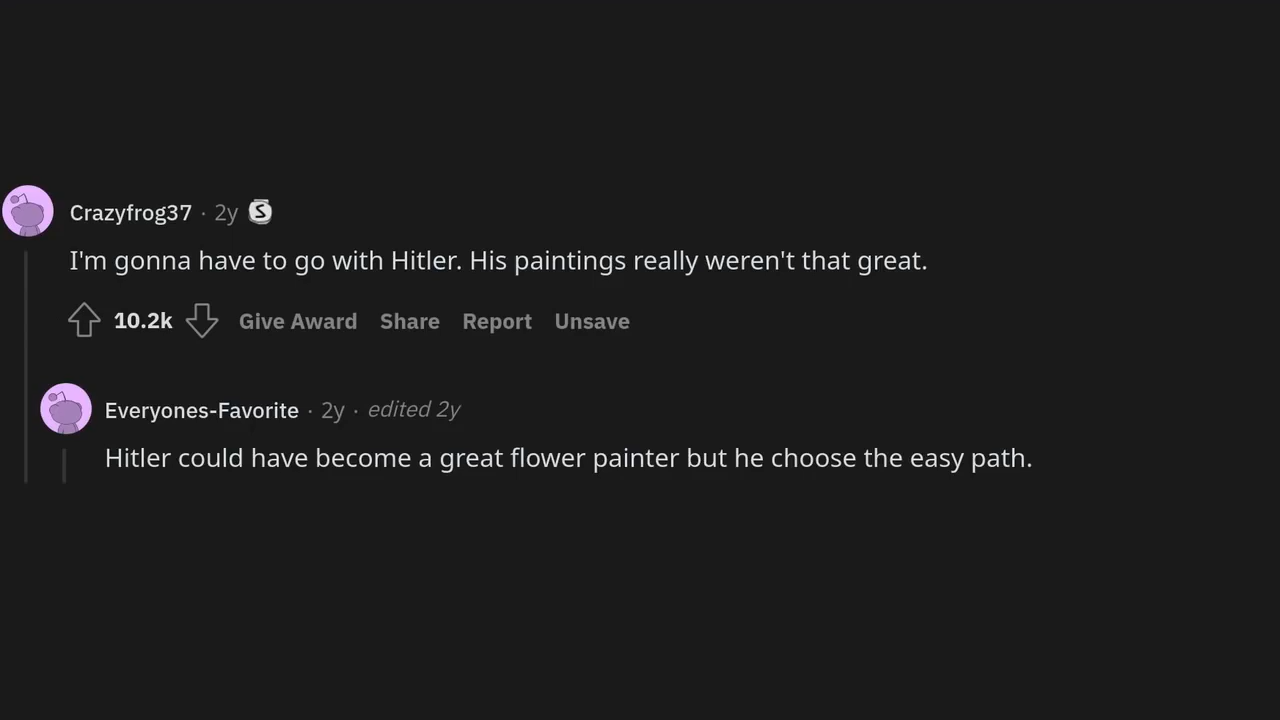 Crazyfrog37 · 2y S
I'm gonna have to go with Hitler. His paintings really weren't that great.
10.2k Give Award Share Report Unsave
Everyones-Favorite · 2y · edited 2y
Hitler could have become a great flower painter but he choose the easy path.